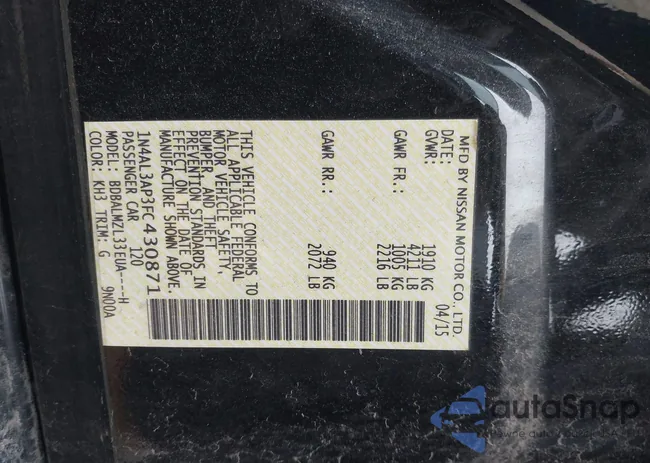 MFD BY NISSAN MOTOR CO., LTD.
DATE: 04/15
GVWR: 1910 KG
4211 LB
GAWR FR.: 1005 KG
2216 LB
GAWR RR.: 940 KG
2072 LB
THIS VEHICLE CONFORMS TO
ALL APPLICABLE FEDERAL
MOTOR VEHICLE SAFETY,
BUMPER, AND THEFT
PREVENTION STANDARDS IN
EFFECT ON THE DATE OF
MANUFACTURE SHOWN ABOVE.
1N4AL3AP3FC430871
PASSENGER CAR 120
MODEL: BDBALMZL33EUA----H
COLOR: KH3 TRIM: G 9N00A
autoSnap